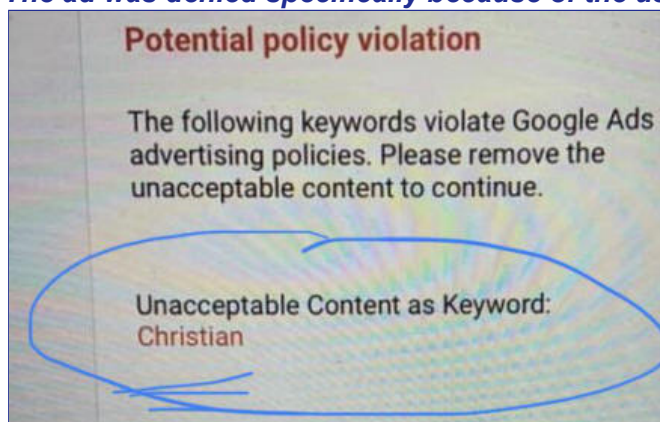 The ad was denied specifically because of the
Potential policy violation
The following keywords violate Google Ads
advertising policies. Please remove the
unacceptable content to continue.
Unacceptable Content as Keyword:
Christian